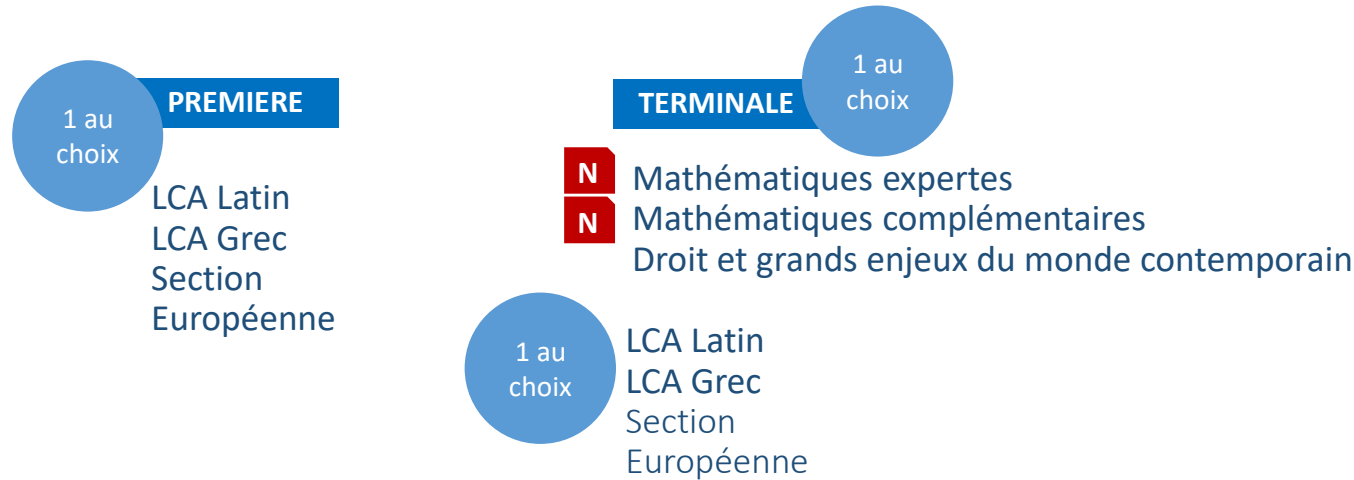 1 au
choix
PREMIERE
LCA Latin
LCA Grec
Section
Européenne
TERMINALE
1 au
choix
N Mathématiques expertes
N Mathématiques complémentaires
Droit et grands enjeux du monde contemporain
1 au
choix
LCA Latin
LCA Grec
Section
Européenne